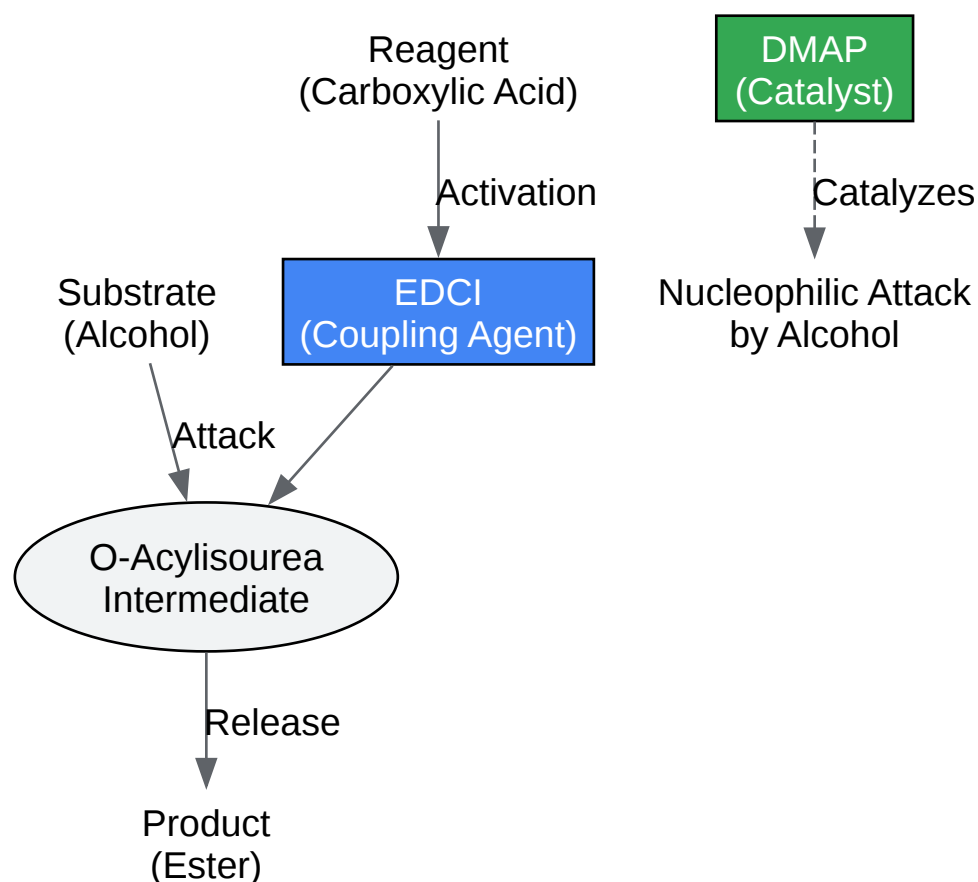 Reagent
(Carboxylic Acid)
DMAP
(Catalyst)
Activation
Catalyzes
Substrate
(Alcohol)
EDCI
(Coupling Agent)
Nucleophilic Attack
by Alcohol
Attack
O-Acylisourea
Intermediate
Release
Product
(Ester)